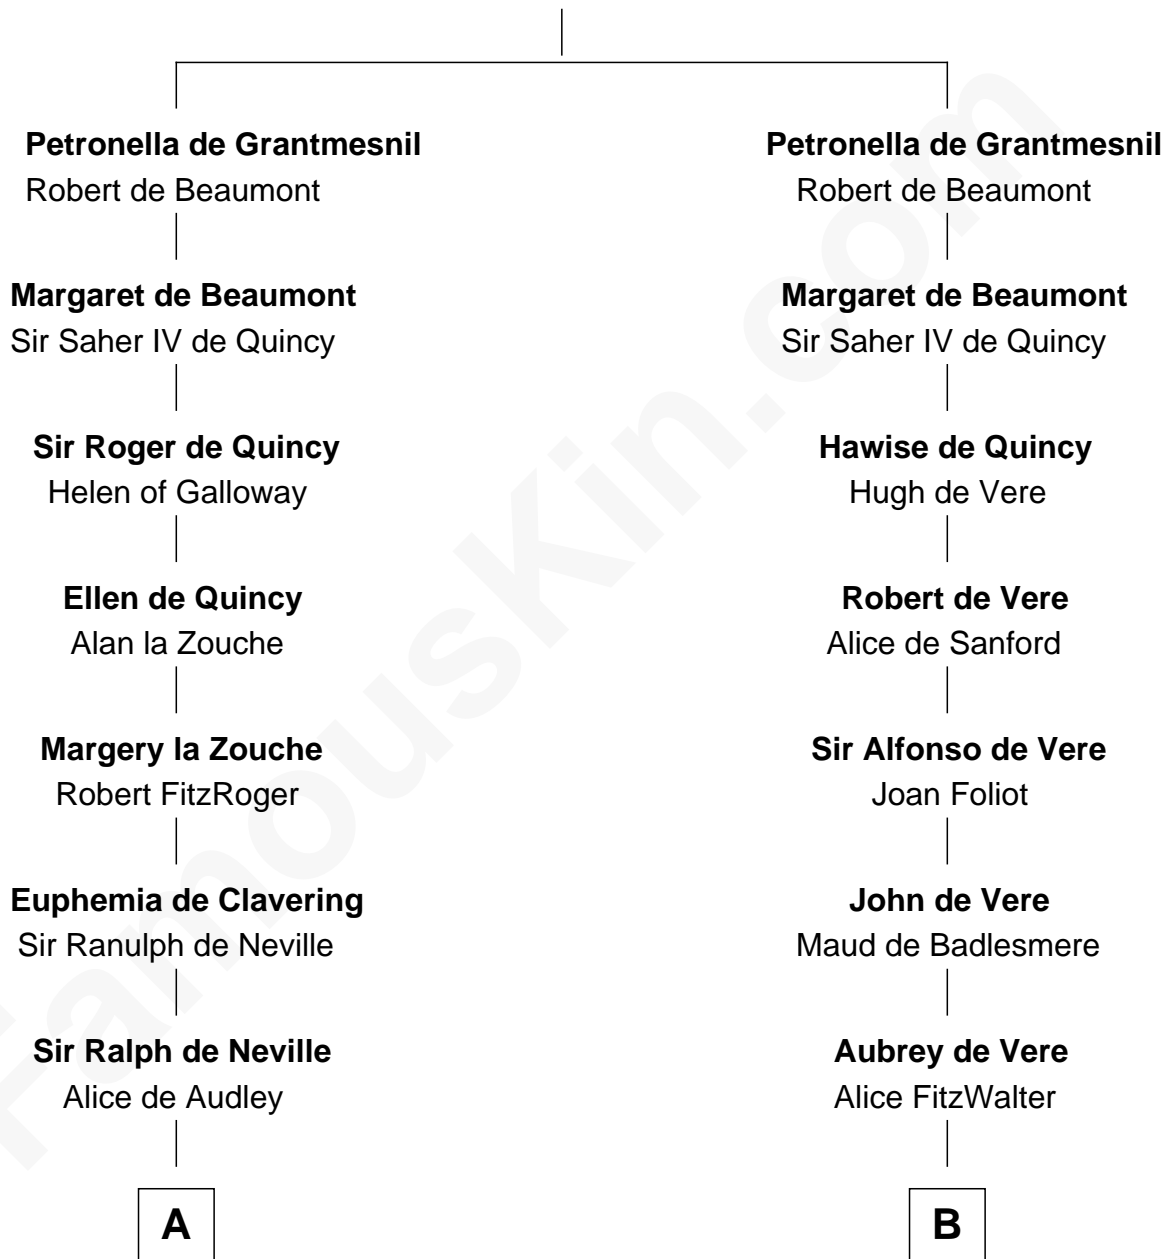 Petronella de Grantmesnil
Robert de Beaumont
Margaret de Beaumont
Sir Saher IV de Quincy
Sir Roger de Quincy
Helen of Galloway
Ellen de Quincy
Alan la Zouche
Margery la Zouche
Robert FitzRoger
Euphemia de Clavering
Sir Ranulph de Neville
Sir Ralph de Neville
Alice de Audley
A
Petronella de Grantmesnil
Robert de Beaumont
Margaret de Beaumont
Sir Saher IV de Quincy
Hawise de Quincy
Hugh de Vere
Robert de Vere
Alice de Sanford
Sir Alfonso de Vere
Joan Foliot
John de Vere
Maud de Badlesmere
Aubrey de Vere
Alice FitzWalter
B
FamousKin.com